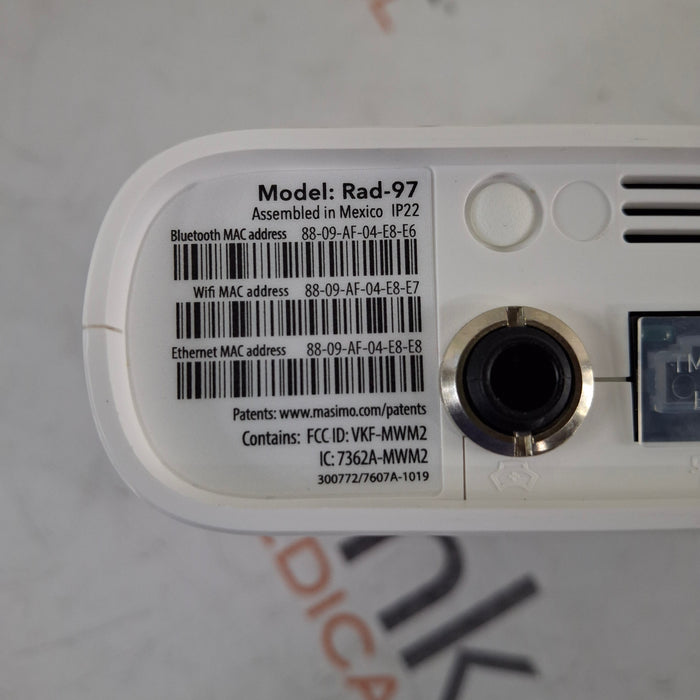 Model: Rad-97
Assembled in Mexico IP22
Bluetooth MAC address 88-09-AF-04-E8-E6
Wifi MAC address 88-09-AF-04-E8-E7
Ethernet MAC address 88-09-AF-04-E8-E8
Patents: www.masimo.com/patents
Contains: FCC ID: VKF-MWM2
IC: 7362A-MWM2
300772/7607A-1019